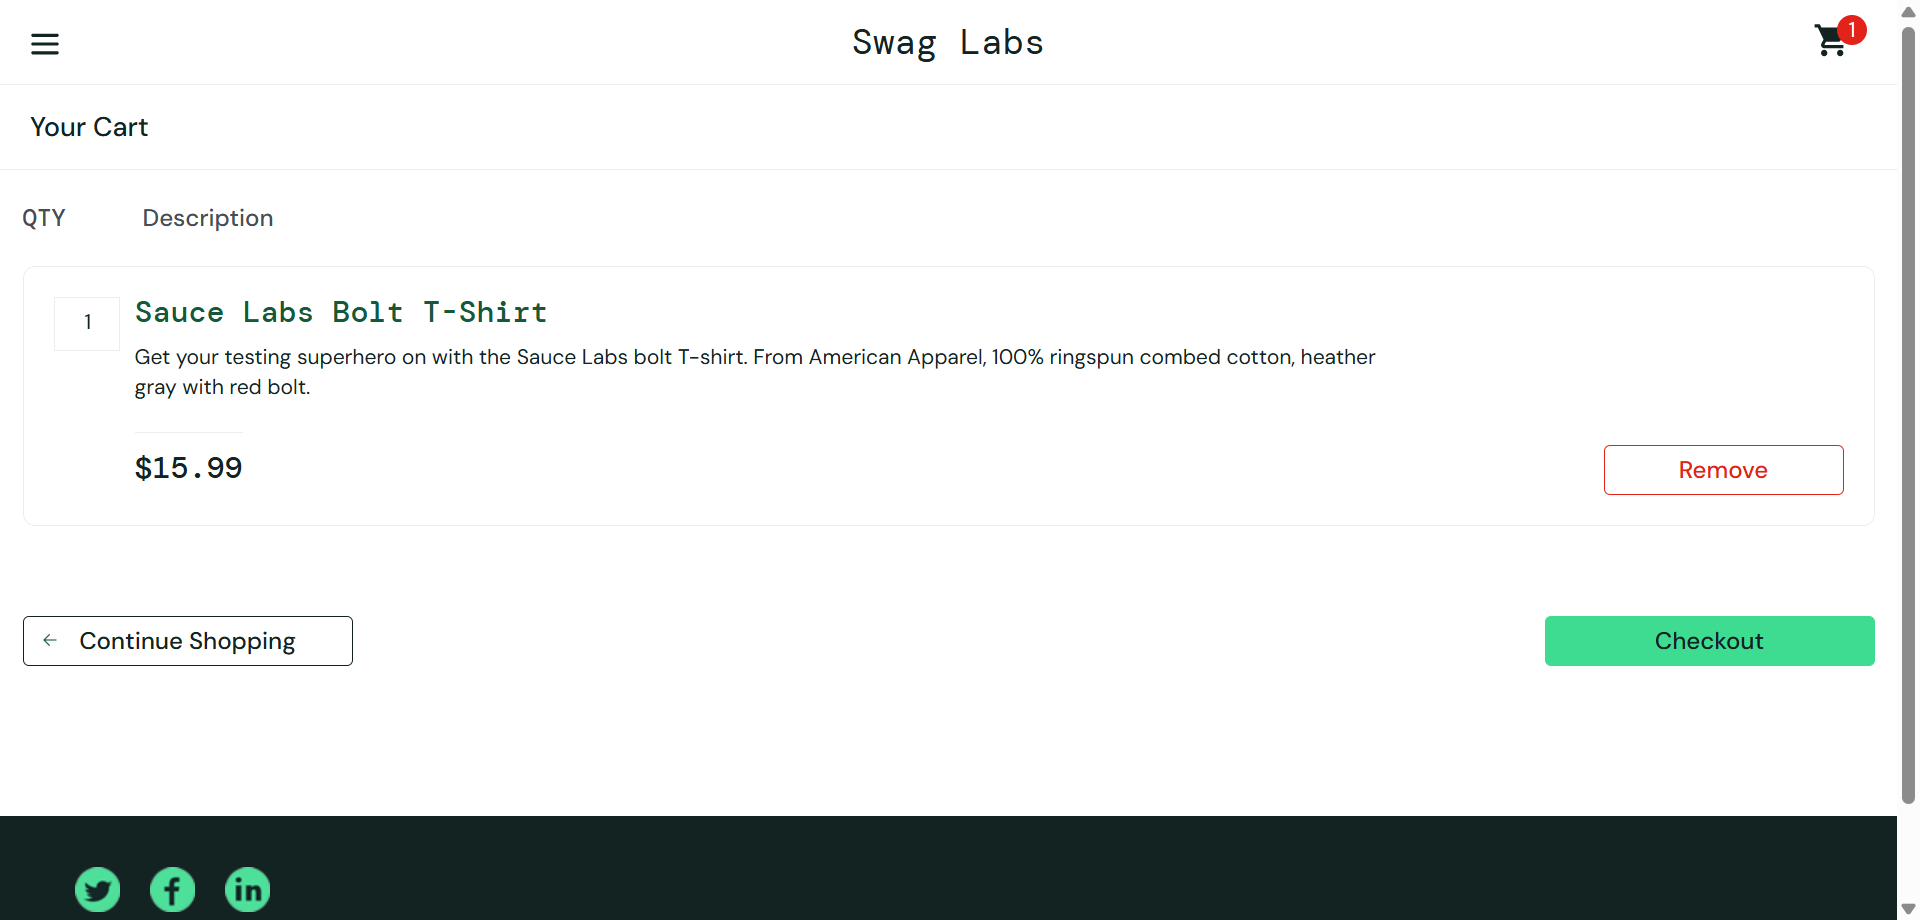 Swag Labs
1
Your Cart
QTY Description
1
Sauce Labs Bolt T-Shirt
Get your testing superhero on with the Sauce Labs bolt T-shirt. From American Apparel, 100% ringspun combed cotton, heather
gray with red bolt.
$15.99
Remove
← Continue Shopping
Checkout